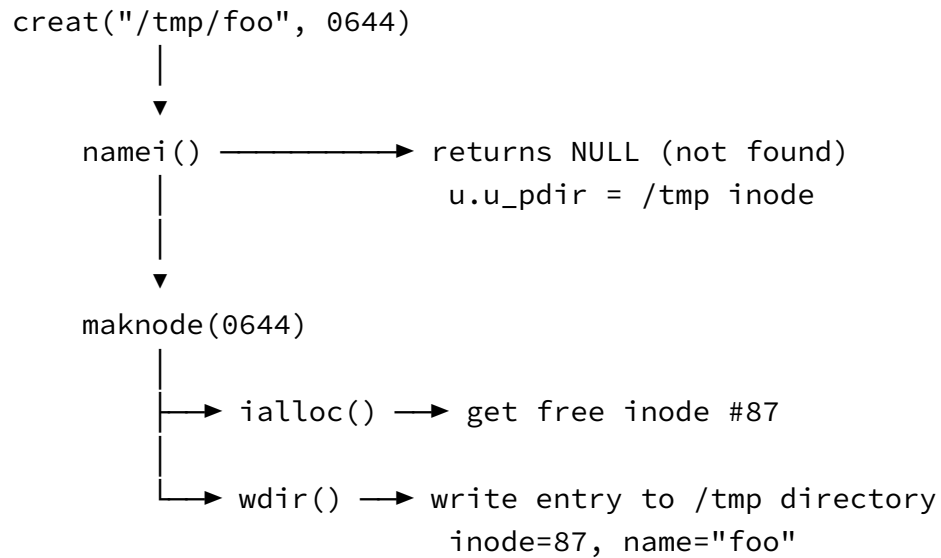 creat("/tmp/foo", 0644)
namei() returns NULL (not found)
u.u_pdir = /tmp inode
maknode(0644)
ialloc() get free inode #87
wdir() write entry to /tmp directory
inode=87, name="foo"